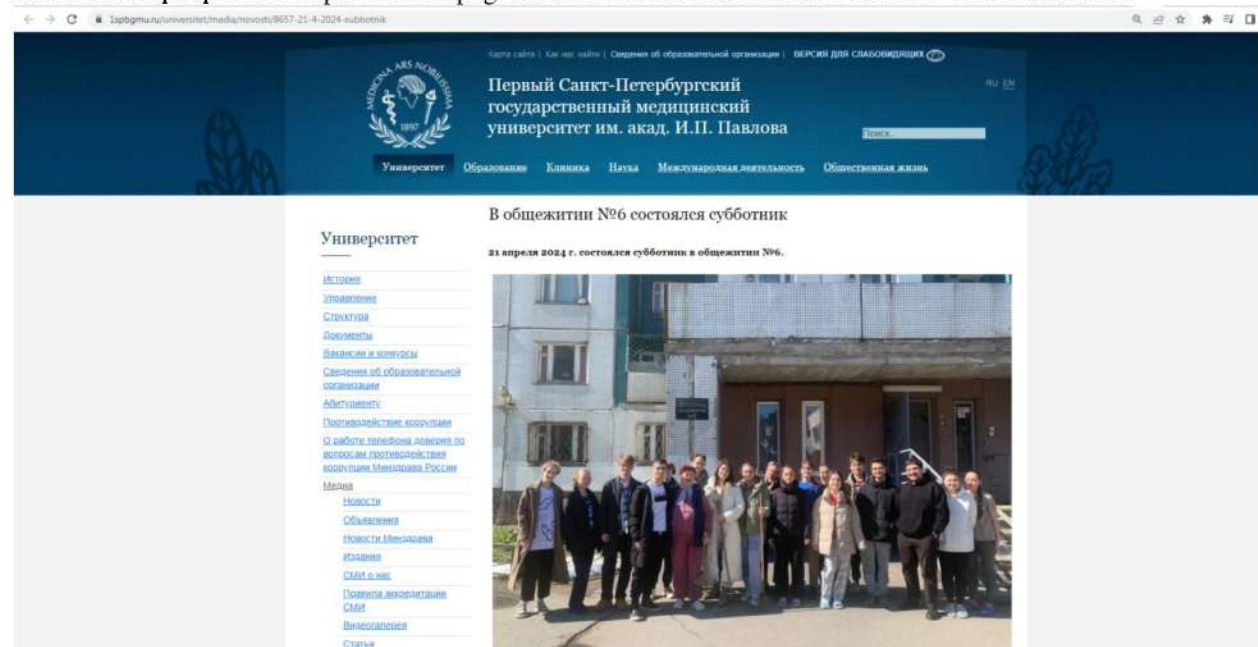 1spbgmu.ru/universitet/media/novosti/8657-21-4-2024-subbotnik
Карта сайта | Как нас найти | Сведения об образовательной организации | ВЕРСИЯ ДЛЯ СЛАБОВИДЯЩИХ
RU EN
MEDICINA ARS NOBILISSIMA
1897
Первый Санкт-Петербургский
государственный медицинский
университет им. акад. И.П. Павлова
Поиск...
Университет Образование Клиника Наука Международная деятельность Общественная жизнь
В общежитии №6 состоялся субботник
Университет
21 апреля 2024 г. состоялся субботник в общежитии №6.
История
Управление
Структура
Документы
Вакансии и конкурсы
Сведения об образовательной
организации
Абитуриенту
Противодействие коррупции
О работе телефона доверия по
вопросам противодействия
коррупции Минздрава России
Медиа
Новости
Объявления
Новости Минздрава
Издания
СМИ о нас
Правила аккредитации
СМИ
Видеогалерея
Статьи